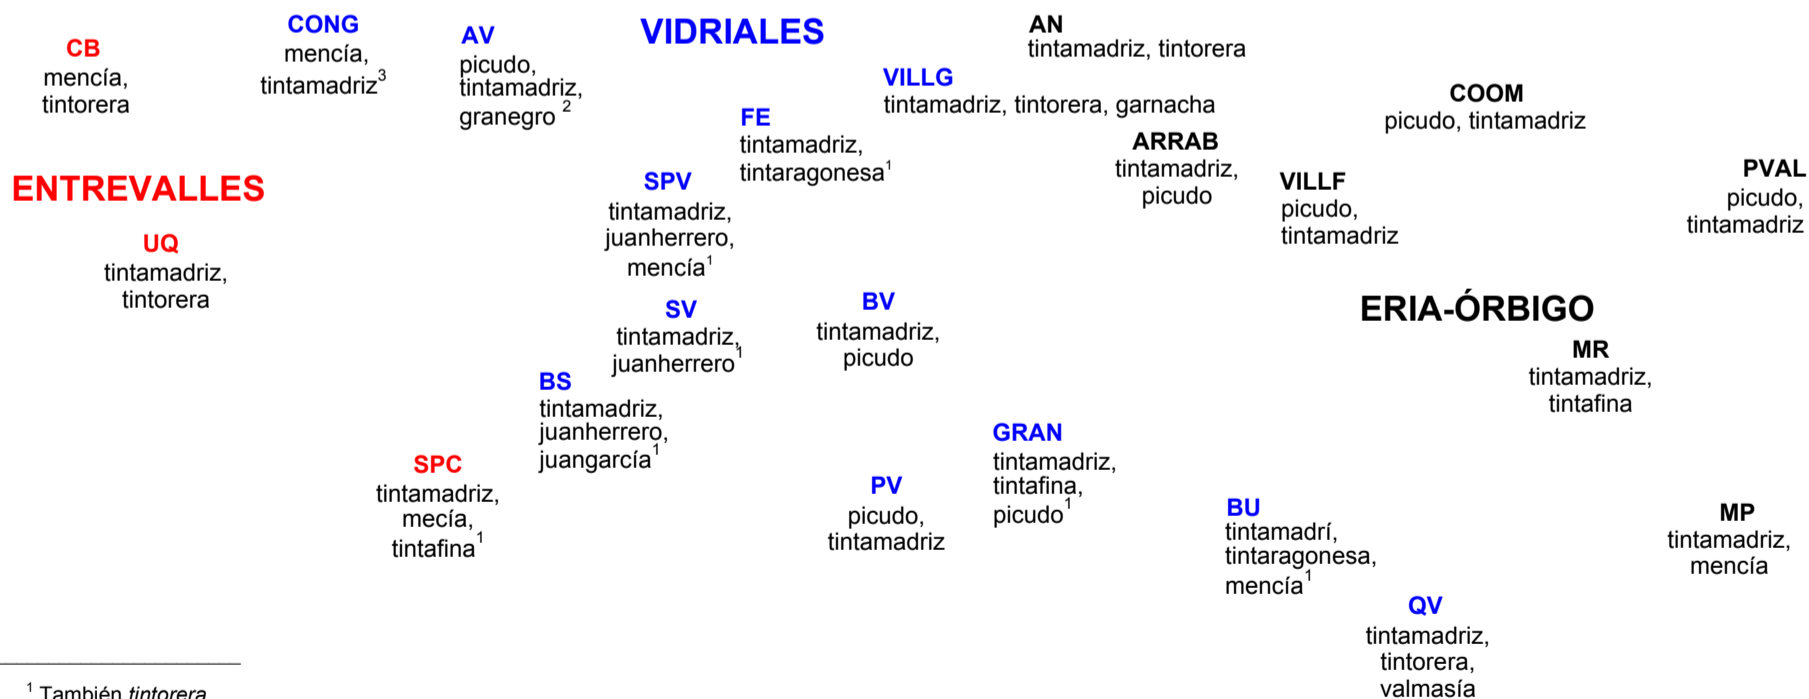 CB
mencía,
tintorera
CONG
mencía,
tintamadriz³
AV
picudo,
tintamadriz,
granegro ²
VIDRIALES
AN
tintamadriz, tintorera
VILLG
tintamadriz, tintorera, garnacha
FE
tintamadriz,
tintaragonesa¹
COOM
picudo, tintamadriz
ARRAB
tintamadriz,
picudo
ENTREVALLES
SPV
tintamadriz,
juanherrero,
mencía¹
VILLF
picudo,
tintamadriz
PVAL
picudo,
tintamadriz
UQ
tintamadriz,
tintorera
SV
tintamadriz,
juanherrero¹
BV
tintamadriz,
picudo
ERIA-ÓRBIGO
MR
tintamadriz,
tintafina
BS
tintamadriz,
juanherrero,
juangarcía¹
GRAN
tintamadriz,
tintafina,
picudo¹
SPC
tintamadriz,
mecía,
tintafina¹
PV
picudo,
tintamadriz
BU
tintamadrí,
tintaragonesa,
mencía¹
MP
tintamadriz,
mencía
QV
tintamadriz,
tintorera,
valmasía
¹ También tintorera